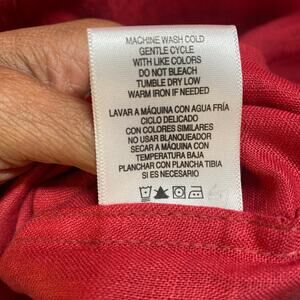 MACHINE WASH COLD
GENTLE CYCLE
WITH LIKE COLORS
DO NOT BLEACH
TUMBLE DRY LOW
WARM IRON IF NEEDED
LAVAR A MÁQUINA CON AGUA FRÍA
CICLO DELICADO
CON COLORES SIMILARES
NO USAR BLANQUEADOR
SECAR A MÁQUINA CON
TEMPERATURA BAJA
PLANCHAR CON PLANCHA TIBIA
SI ES NECESARIO